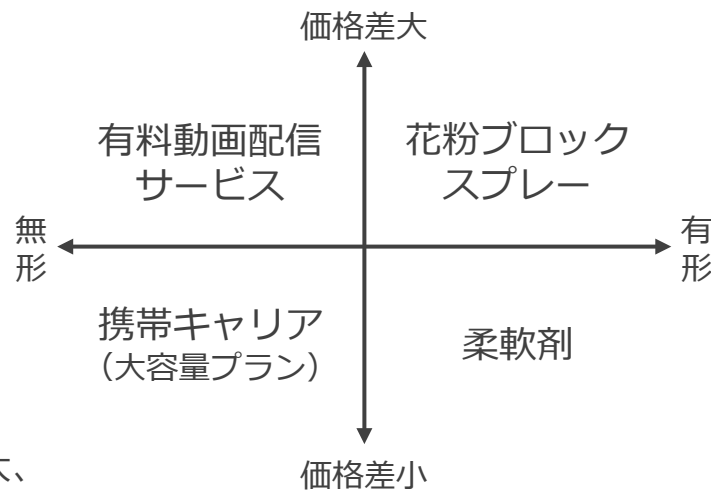 価格差大
有料動画配信
サービス
花粉ブロック
スプレー
無
形
有
形
携帯キャリア
（大容量プラン）
柔軟剤
価格差小